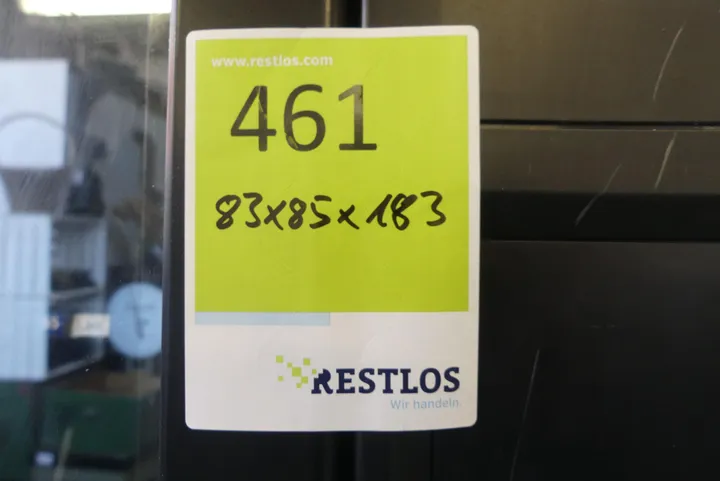 www.restlos.com
461
83x85x183
RESTLOS
Wir handeln.